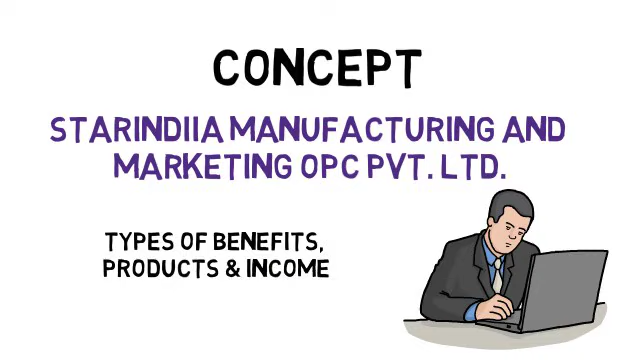 CONCEPT
STARINDIIA MANUFACTURING AND
MARKETING OPC PVT. LTD.
TYPES OF BENEFITS,
PRODUCTS & INCOME